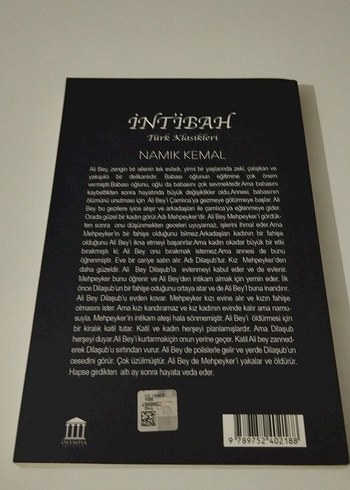 İNTİBAH
Türk Klasikleri
NAMIK KEMAL
Ali Bey, zengin bir ailenin tek evladı, yirmi bir yaşlarında zeki, çalışkan ve
yakışıklı bir delikanlıdır. Babası oğlunun eğitimine çok önem
vermiştir.Babası oğlunu, oğlu da babasını çok sevmektedir.Ama babasını
kaybettikten sonra hayatında büyük değişiklikler oldu.Annesi, babasının
ölümünü unutması için Ali Bey'i Çamlıca'ya gezmeye götürmeye başlar. Ali
Bey bu gezilere iyice alışır ve arkadaşları ile çamlıca'ya eğlenmeye gider.
Orada güzel bir kadın görür.Adı Mehpeyker'dir. Ali Bey Mehpeyker'i gördük-
ten sonra onu düşünmekten geceleri uyuyamaz, işlerini ihmal eder.Ama
Mehpeyker'in bir fahişe olduğunu bilmez.Arkadaşları kadının bir fahişe
olduğunu Ali Bey'i ikna etmeyi başarırlar.Ama kadın okadar büyük bir etki
bırakmıştı ki; Ali Bey onu bırakmak istemez.Ama annesi de bunu
öğrenmiştir. Eve bir cariye satın alır. Adı Dilaşub'tur. Kız Mehpeyker'den
daha güzeldir. Ali Bey Dilaşub'la evlenmeyi kabul eder ve de evlenir.
Mehpeyker bunu öğrenir ve Ali Bey'den intikam almak için yemin eder. İlk
önce Dilaşub'un bir fahişe olduğunu ortaya atar ve de Ali Bey'i buna inandırır.
Ali Bey Dilaşub'u evden kovar. Mehpeyker kızı evine alır ve kızın fahişe
olmasını ister. Ama kızı kandıramaz ve kız kadının evinde kalır ama namu-
suyla. Mehpeyker'in intikam ateşi hala sönmemiştir. Ali Bey'i öldürmesi için
bir kiralık katil tutar. Katil ve kadın herşeyi planlamışlardır. Ama Dilaşub
herşeyi duyar.Ali Bey'i kurtarmakiçin onun yerine geçer. Katil Ali bey zanned-
erek Dilaşub'u sırtından vurur. Ali Bey de polislerle gelir ve yerde Dilaşub'un
cesedini görür. Çok üzülmüştür. Ali Bey de Mehpeyker'i yakalar ve öldürür.
Hapse girdikten altı ay sonra hayata veda eder.
OLYMPIA
9 789752 402188